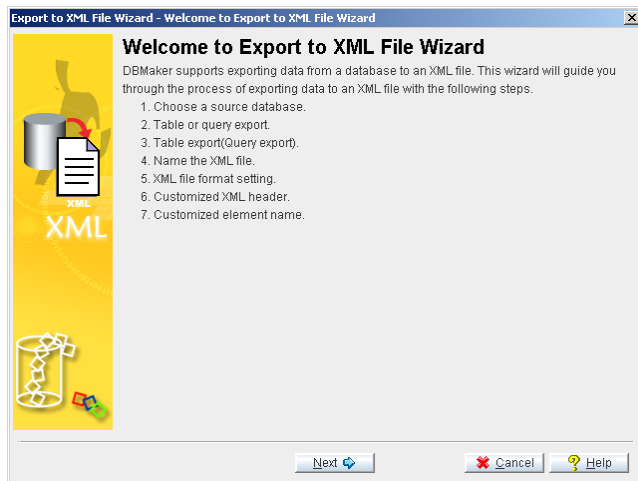 Export to XML File Wizard - Welcome to Export to XML File Wizard
Welcome to Export to XML File Wizard
DBMaker supports exporting data from a database to an XML file. This wizard will guide you
through the process of exporting data to an XML file with the following steps.
1. Choose a source database.
2. Table or query export.
3. Table export(Query export).
4. Name the XML file.
5. XML file format setting.
6. Customized XML header.
7. Customized element name.
XML
XML
Next
Cancel
Help